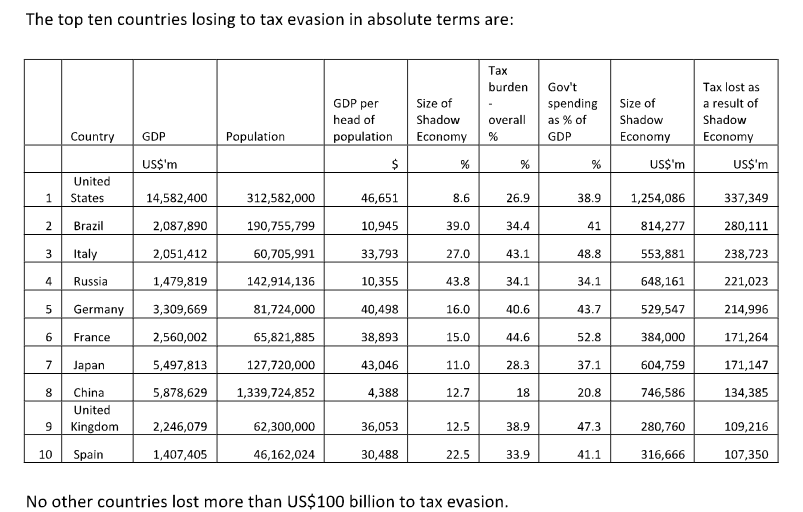 The top ten countries losing to tax evasion in absolute terms are:
Country GDP Population GDP per head of population Size of Shadow Economy Tax burden - overall % Gov't spending as % of GDP Size of Shadow Economy Tax lost as a result of Shadow Economy
US$'m $ % % % US$'m US$'m
1 United States 14,582,400 312,582,000 46,651 8.6 26.9 38.9 1,254,086 337,349
2 Brazil 2,087,890 190,755,799 10,945 39.0 34.4 41 814,277 280,111
3 Italy 2,051,412 60,705,991 33,793 27.0 43.1 48.8 553,881 238,723
4 Russia 1,479,819 142,914,136 10,355 43.8 34.1 34.1 648,161 221,023
5 Germany 3,309,669 81,724,000 40,498 16.0 40.6 43.7 529,547 214,996
6 France 2,560,002 65,821,885 38,893 15.0 44.6 52.8 384,000 171,264
7 Japan 5,497,813 127,720,000 43,046 11.0 28.3 37.1 604,759 171,147
8 China 5,878,629 1,339,724,852 4,388 12.7 18 20.8 746,586 134,385
9 United Kingdom 2,246,079 62,300,000 36,053 12.5 38.9 47.3 280,760 109,216
10 Spain 1,407,405 46,162,024 30,488 22.5 33.9 41.1 316,666 107,350
No other countries lost more than US$100 billion to tax evasion.